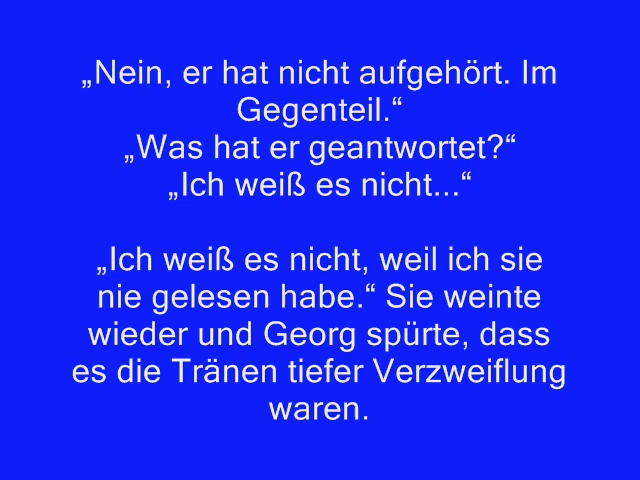 „Nein, er hat nicht aufgehört. Im
Gegenteil.“
„Was hat er geantwortet?“
„Ich weiß es nicht...“
„Ich weiß es nicht, weil ich sie
nie gelesen habe.“ Sie weinte
wieder und Georg spürte, dass
es die Tränen tiefer Verzweiflung
waren.